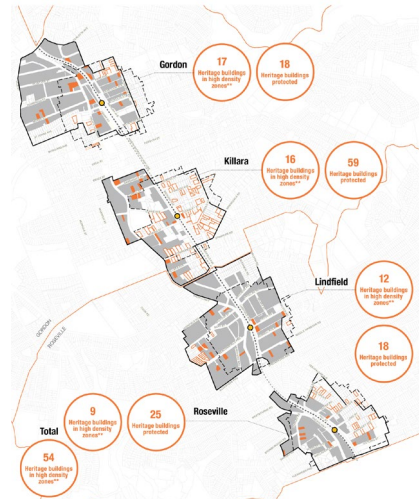 Gordon
17
Heritage buildings
in high density
zones**
18
Heritage buildings
protected
Killara
16
Heritage buildings
in high density
zones**
59
Heritage buildings
protected
Lindfield
12
Heritage buildings
in high density
zones**
18
Heritage buildings
protected
GORDON
ROSEVILLE
Roseville
9
Heritage buildings
in high density
zones**
25
Heritage buildings
protected
Total
54
Heritage buildings
in high density
zones**